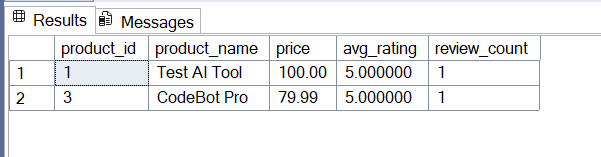 Results Messages
product_id product_name price avg_rating review_count
1 1 Test AI Tool 100.00 5.000000 1
2 3 CodeBot Pro 79.99 5.000000 1